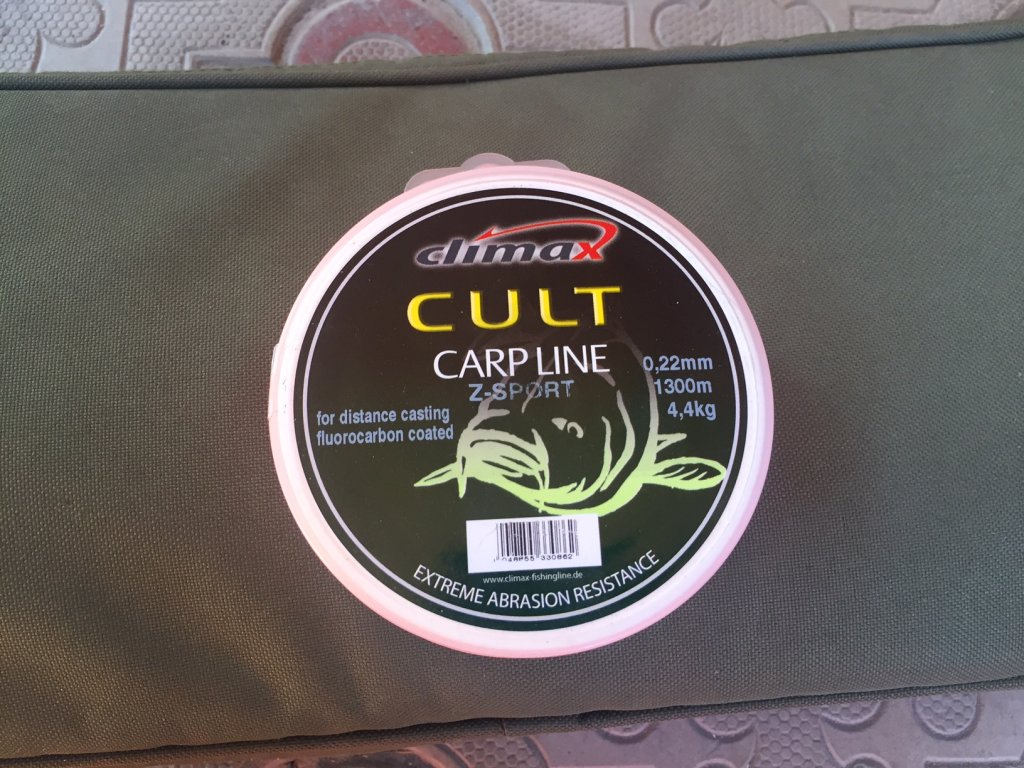 climax
CULT
CARP LINE
Z-SPORT
0,22mm
1300m
4,4kg
for distance casting
fluorocarbon coated
www.climax-fishingline.de
EXTREME ABRASION RESISTANCE